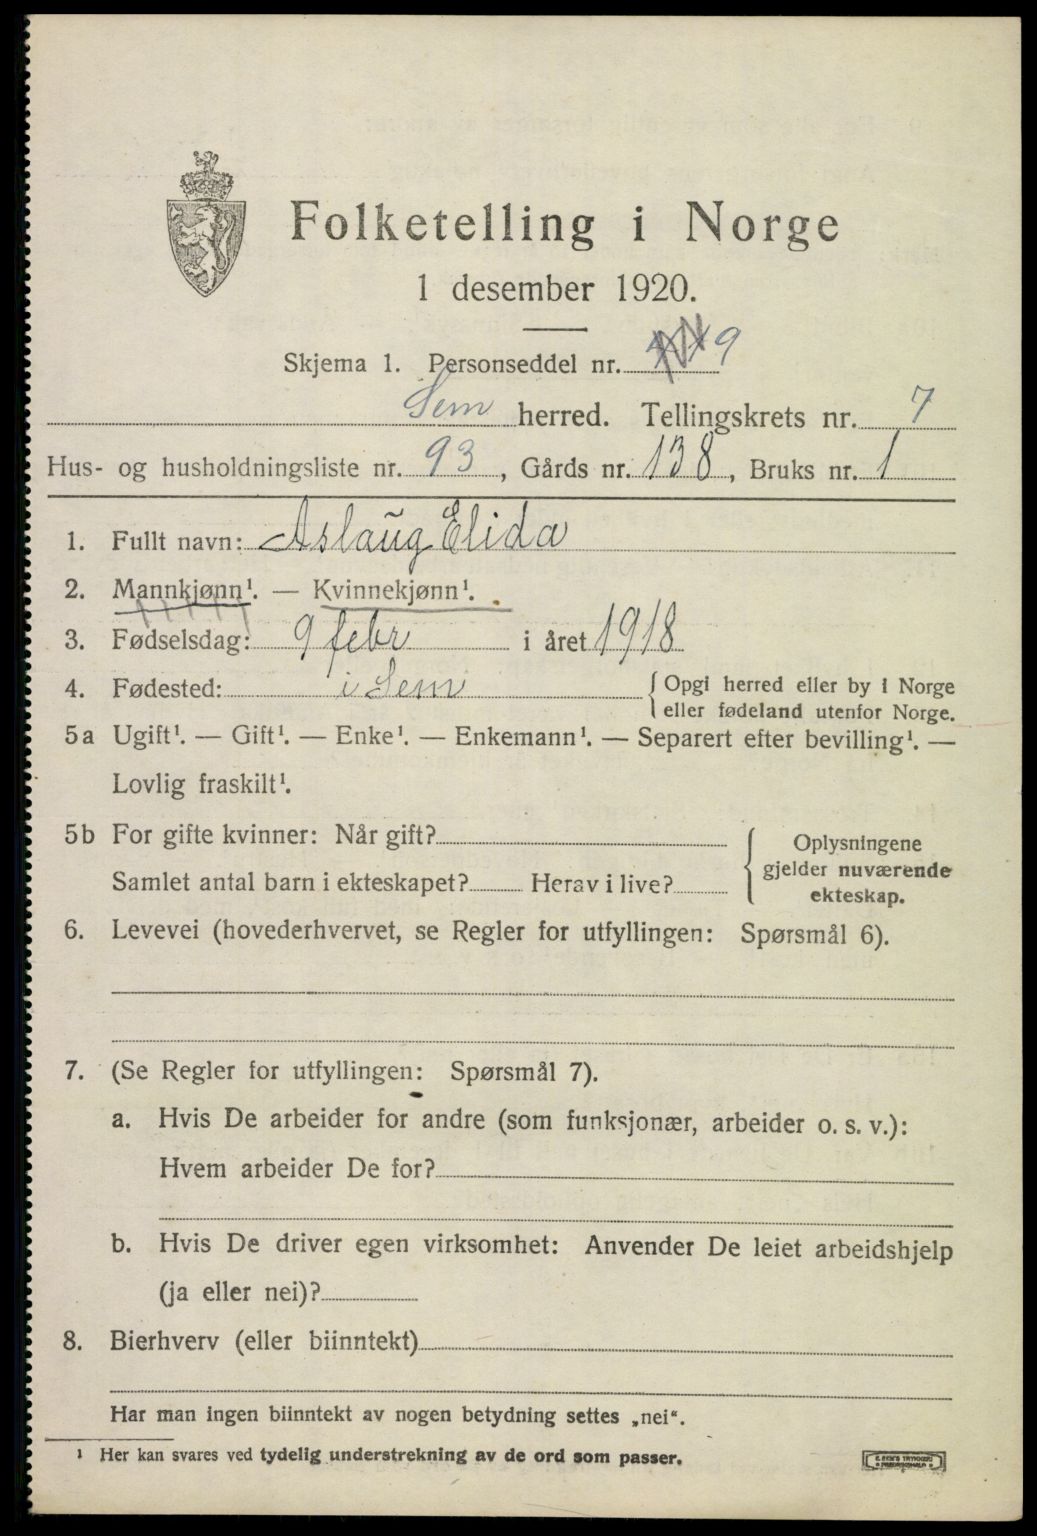 Folketelling i Norge
1 desember 1920.
Skjema 1. Personseddel nr. 9
Sem herred. Tellingskrets nr. 7
Hus- og husholdningsliste nr. 93, Gårds nr. 138, Bruks nr. 1
1. Fullt navn: Aslaug Elida
2. Mannkjønn¹. — Kvinnekjønn¹.
3. Fødselsdag: 9 febr i året 1918
4. Fødested: i Sem { Opgi herred eller by i Norge
eller fødeland utenfor Norge.
5a Ugift¹. — Gift¹. — Enke¹. — Enkemann¹. — Separert efter bevilling¹. —
Lovlig fraskilt¹.
5b For gifte kvinner: Når gift?
Samlet antal barn i ekteskapet? Herav i live?
Oplysningene
gjelder nuværende
ekteskap.
6. Levevei (hovederhvervet, se Regler for utfyllingen: Spørsmål 6).
7. (Se Regler for utfyllingen: Spørsmål 7).
a. Hvis De arbeider for andre (som funksjonær, arbeider o. s. v.):
Hvem arbeider De for?
b. Hvis De driver egen virksomhet: Anvender De leiet arbeidshjelp
(ja eller nei)?
8. Bierhverv (eller biinntekt)
Har man ingen biinntekt av nogen betydning settes „nei“.
¹ Her kan svares ved tydelig understrekning av de ord som passer.